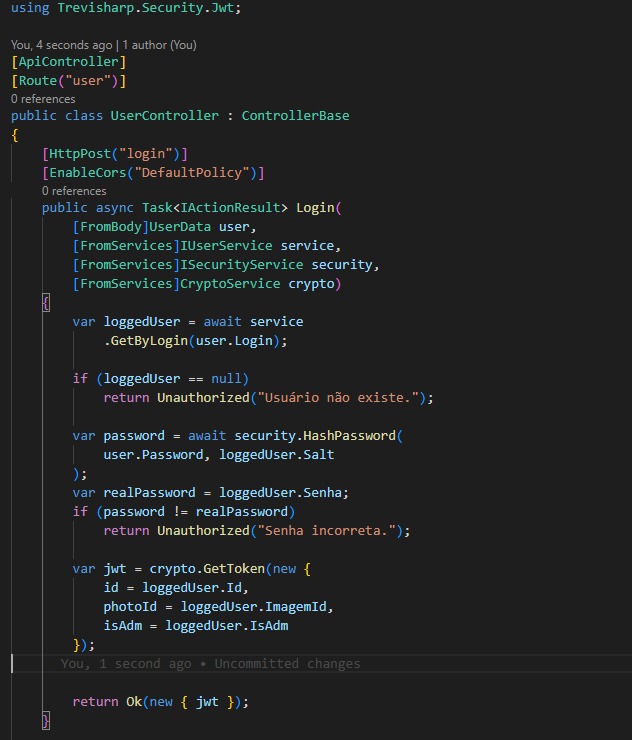 using Trevisharp.Security.Jwt;
You, 4 seconds ago | 1 author (You)
[ApiController]
[Route("user")]
0 references
public class UserController : ControllerBase
{
[HttpPost("login")]
[EnableCors("DefaultPolicy")]
0 references
public async Task<IActionResult> Login(
[FromBody]UserData user,
[FromServices]IUserService service,
[FromServices]ISecurityService security,
[FromServices]CryptoService crypto)
{
var loggedUser = await service
.GetByLogin(user.Login);
if (loggedUser == null)
return Unauthorized("Usuário não existe.");
var password = await security.HashPassword(
user.Password, loggedUser.Salt
);
var realPassword = loggedUser.Senha;
if (password != realPassword)
return Unauthorized("Senha incorreta.");
var jwt = crypto.GetToken(new {
id = loggedUser.Id,
photoId = loggedUser.ImagemId,
isAdm = loggedUser.IsAdm
});
You, 1 second ago • Uncommitted changes
return Ok(new { jwt });
}